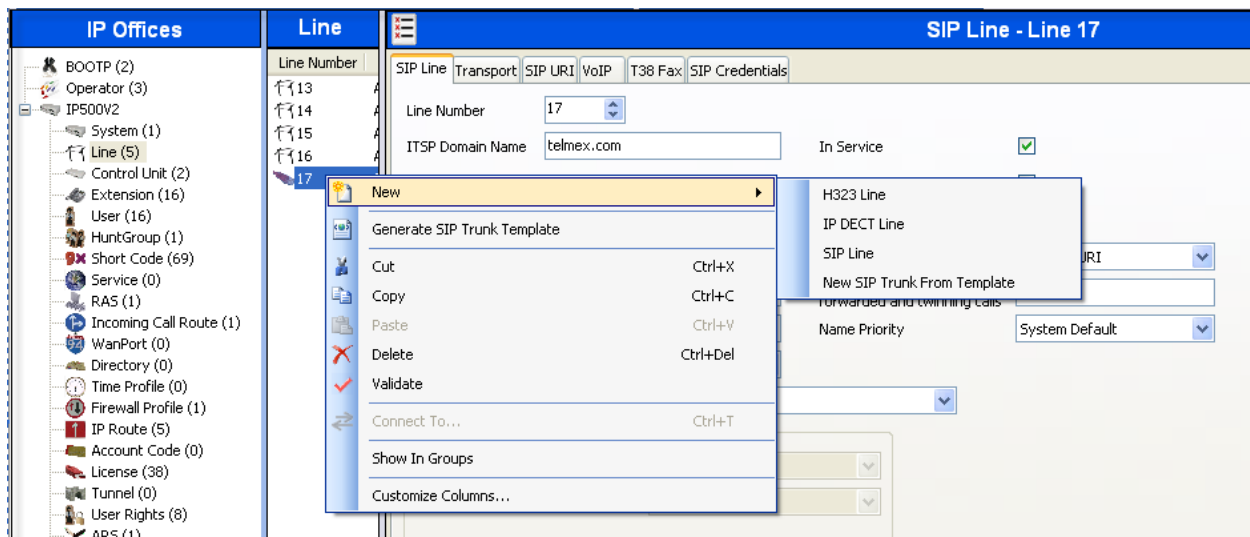 IP Offices
BOOTP (2)
Operator (3)
IP500V2
System (1)
Line (5)
Control Unit (2)
Extension (16)
User (16)
HuntGroup (1)
Short Code (69)
Service (0)
RAS (1)
Incoming Call Route (1)
WanPort (0)
Directory (0)
Time Profile (0)
Firewall Profile (1)
IP Route (5)
Account Code (0)
License (38)
Tunnel (0)
User Rights (8)
ARS (1)
Line
Line Number
13
14
15
16
17
SIP Line - Line 17
SIP Line Transport SIP URI VoIP T38 Fax SIP Credentials
Line Number 17
ITSP Domain Name telmex.com In Service
URI
forwarded and twinning calls
Name Priority System Default
New
Generate SIP Trunk Template
Cut Ctrl+X
Copy Ctrl+C
Paste Ctrl+V
Delete Ctrl+Del
Validate
Connect To... Ctrl+T
Show In Groups
Customize Columns...
H323 Line
IP DECT Line
SIP Line
New SIP Trunk From Template